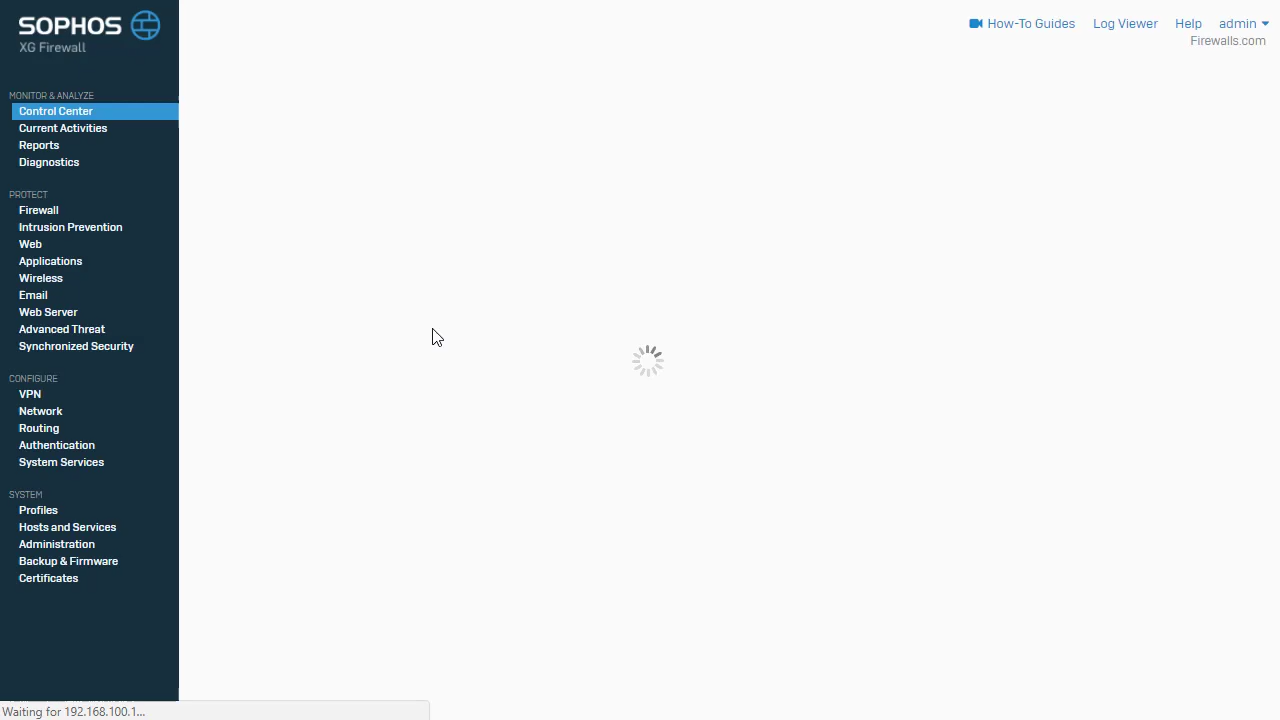 SOPHOS
XG Firewall
How-To Guides Log Viewer Help admin
Firewalls.com
MONITOR & ANALYZE
Control Center
Current Activities
Reports
Diagnostics
PROTECT
Firewall
Intrusion Prevention
Web
Applications
Wireless
Email
Web Server
Advanced Threat
Synchronized Security
CONFIGURE
VPN
Network
Routing
Authentication
System Services
SYSTEM
Profiles
Hosts and Services
Administration
Backup & Firmware
Certificates
Waiting for 192.168.100.1...